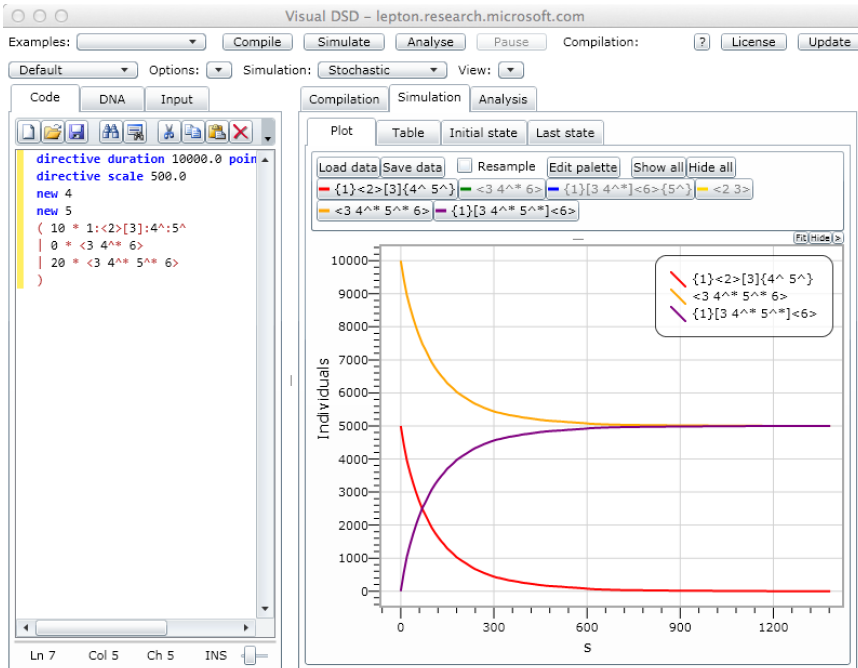 Visual DSD – lepton.research.microsoft.com
Examples: Compile Simulate Analyse Pause Compilation: ? License Update
Default Options: Simulation: Stochastic View:
Code DNA Input
Compilation Simulation Analysis
Plot Table Initial state Last state
Load data Save data Resample Edit palette Show all Hide all
{1}<2>[3]{4^ 5^} <3 4^* 6> {1}[3 4^*]<6>{5^} <2 3>
<3 4^* 5^* 6> {1}[3 4^* 5^*]<6>
directive duration 10000.0 poin
directive scale 500.0
new 4
new 5
( 10 * 1:<2>[3]:4^:5^
| 0 * <3 4^* 6>
| 20 * <3 4^* 5^* 6>
)
Fit Hide >
{1}<2>[3]{4^ 5^}
<3 4^* 5^* 6>
{1}[3 4^* 5^*]<6>
Individuals
10000
9000
8000
7000
6000
5000
4000
3000
2000
1000
0
0 300 600 900 1200
s
Ln 7 Col 5 Ch 5 INS